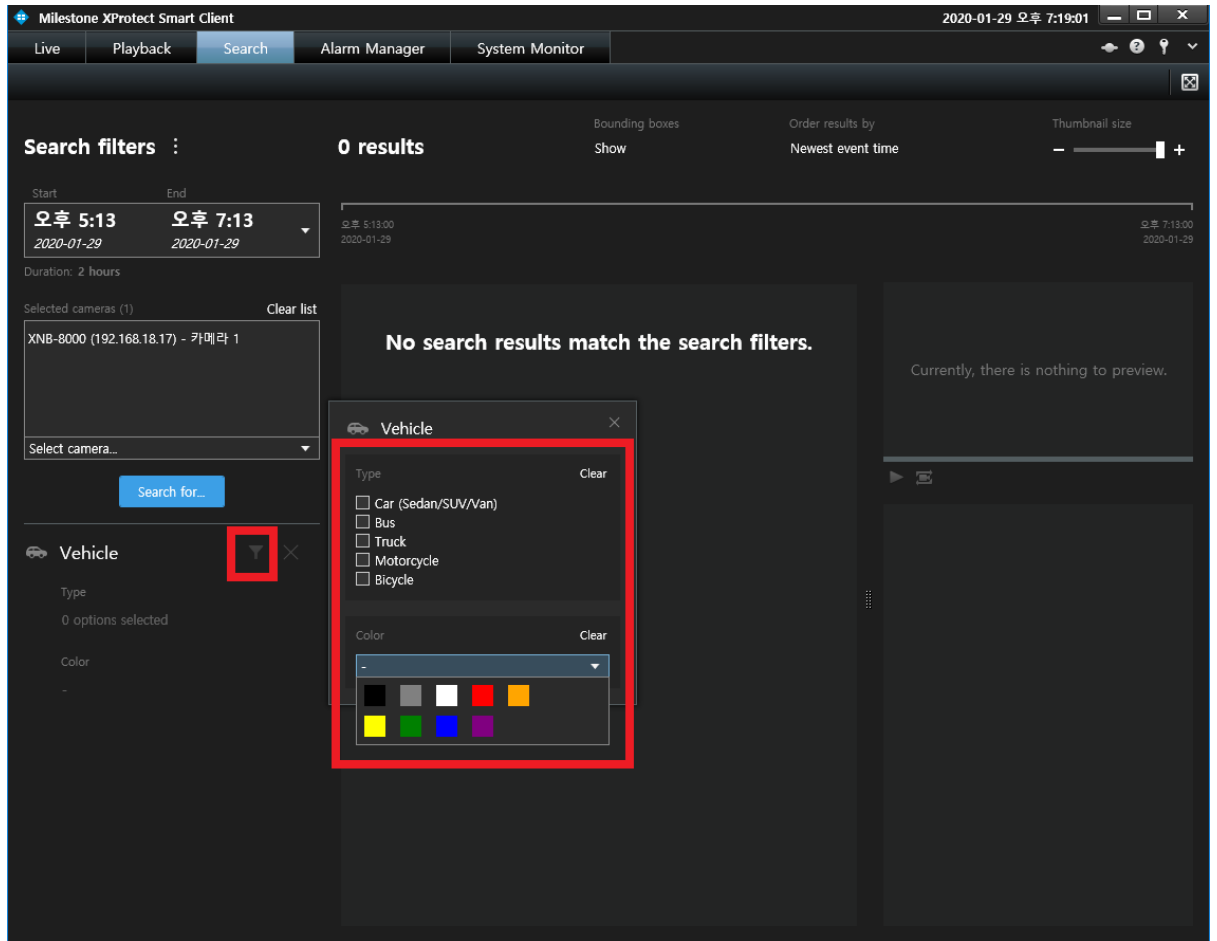 Milestone XProtect Smart Client
2020-01-29 오후 7:19:01
Live Playback Search Alarm Manager System Monitor
Search filters
0 results
Bounding boxes
Show
Order results by
Newest event time
Thumbnail size
Start End
오후 5:13 오후 7:13
2020-01-29 2020-01-29
Duration: 2 hours
오후 5:13:00
2020-01-29
오후 7:13:00
2020-01-29
Selected cameras (1) Clear list
XNB-8000 (192.168.18.17) - 카메라 1
Select camera...
Search for...
Vehicle
Type
0 options selected
Color
-
No search results match the search filters.
Vehicle
Type Clear
Car (Sedan/SUV/Van)
Bus
Truck
Motorcycle
Bicycle
Color Clear
-
Currently, there is nothing to preview.